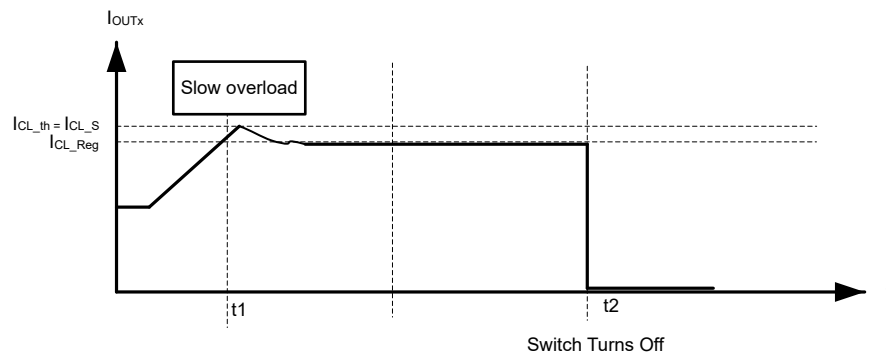 IOUTx
Slow overload
ICL_th = ICL_S
ICL_Reg
t1
t2
Switch Turns Off